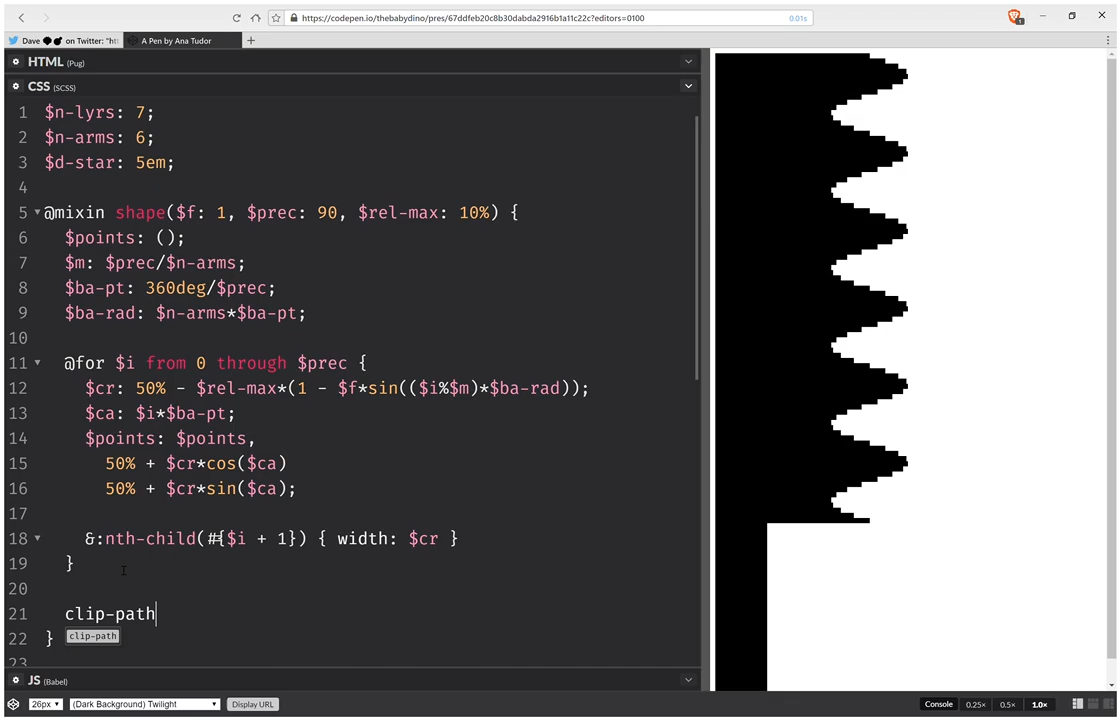 https://codepen.io/thebabydino/pres/67ddfeb20c8b30dabda2916b1a11c22c?editors=0100
0.01s
1
Dave on Twitter: "ht
A Pen by Ana Tudor
HTML (Pug)
CSS (SCSS)
1 $n-lyrs: 7;
2 $n-arms: 6;
3 $d-star: 5em;
4
5 @mixin shape($f: 1, $prec: 90, $rel-max: 10%) {
6 $points: ();
7 $m: $prec/$n-arms;
8 $ba-pt: 360deg/$prec;
9 $ba-rad: $n-arms*$ba-pt;
10
11 @for $i from 0 through $prec {
12 $cr: 50% - $rel-max*(1 - $f*sin(($i%$m)*$ba-rad));
13 $ca: $i*$ba-pt;
14 $points: $points,
15 50% + $cr*cos($ca)
16 50% + $cr*sin($ca);
17
18 &:nth-child(#{$i + 1}) { width: $cr }
19 }
20
21 clip-path
22 }
clip-path
23
JS (Babel)
26px
(Dark Background) Twilight
Display URL
Console
0.25×
0.5×
1.0×